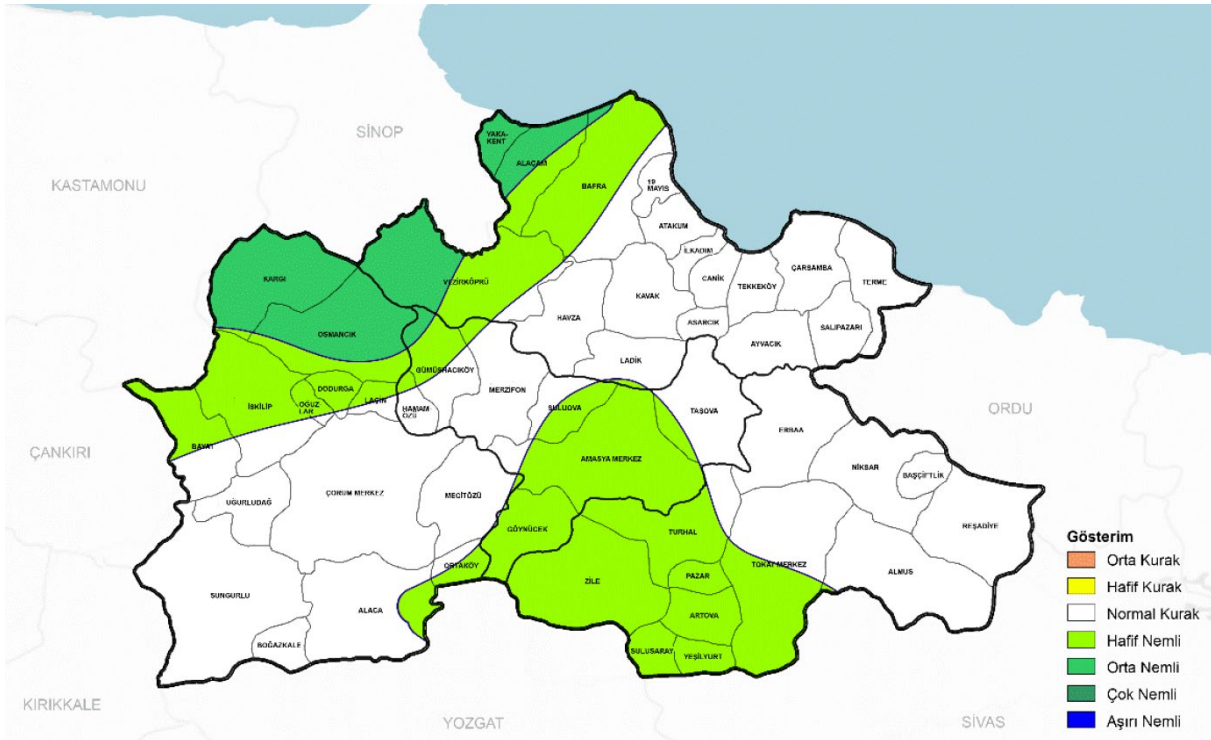 SİNOP
KASTAMONU
YAKA-
KENT
ALAÇAM
BAFRA
19
MAYIS
ATAKUM
İLKADIM
CANİK
TEKKEKÖY
ÇARŞAMBA
TERME
KARGI
VEZİRKÖPRÜ
KAVAK
HAVZA
ASARCIK
SALIPAZARI
OSMANCIK
AYVACIK
LADİK
GÜMÜŞHACIKÖY
MERZİFON
DODURGA
İSKİLİP
OĞUZ
LAR
LAÇİN
HAMAM
ÖZÜ
SULUOVA
TAŞOVA
ORDU
ERBAA
BAYAT
ÇANKIRI
AMASYA MERKEZ
NİKSAR
BAŞÇİFTLİK
UĞURLUDAĞ
ÇORUM MERKEZ
MECİTÖZÜ
GÖYNÜCEK
TURHAL
REŞADİYE
ORTAKÖY
TOKAT MERKEZ
ALMUS
ZİLE
PAZAR
SUNGURLU
ALACA
ARTOVA
BOĞAZKALE
SULUSARAY
YEŞİLYURT
KIRIKKALE
YOZGAT
SİVAS
Gösterim
Orta Kurak
Hafif Kurak
Normal Kurak
Hafif Nemli
Orta Nemli
Çok Nemli
Aşırı Nemli